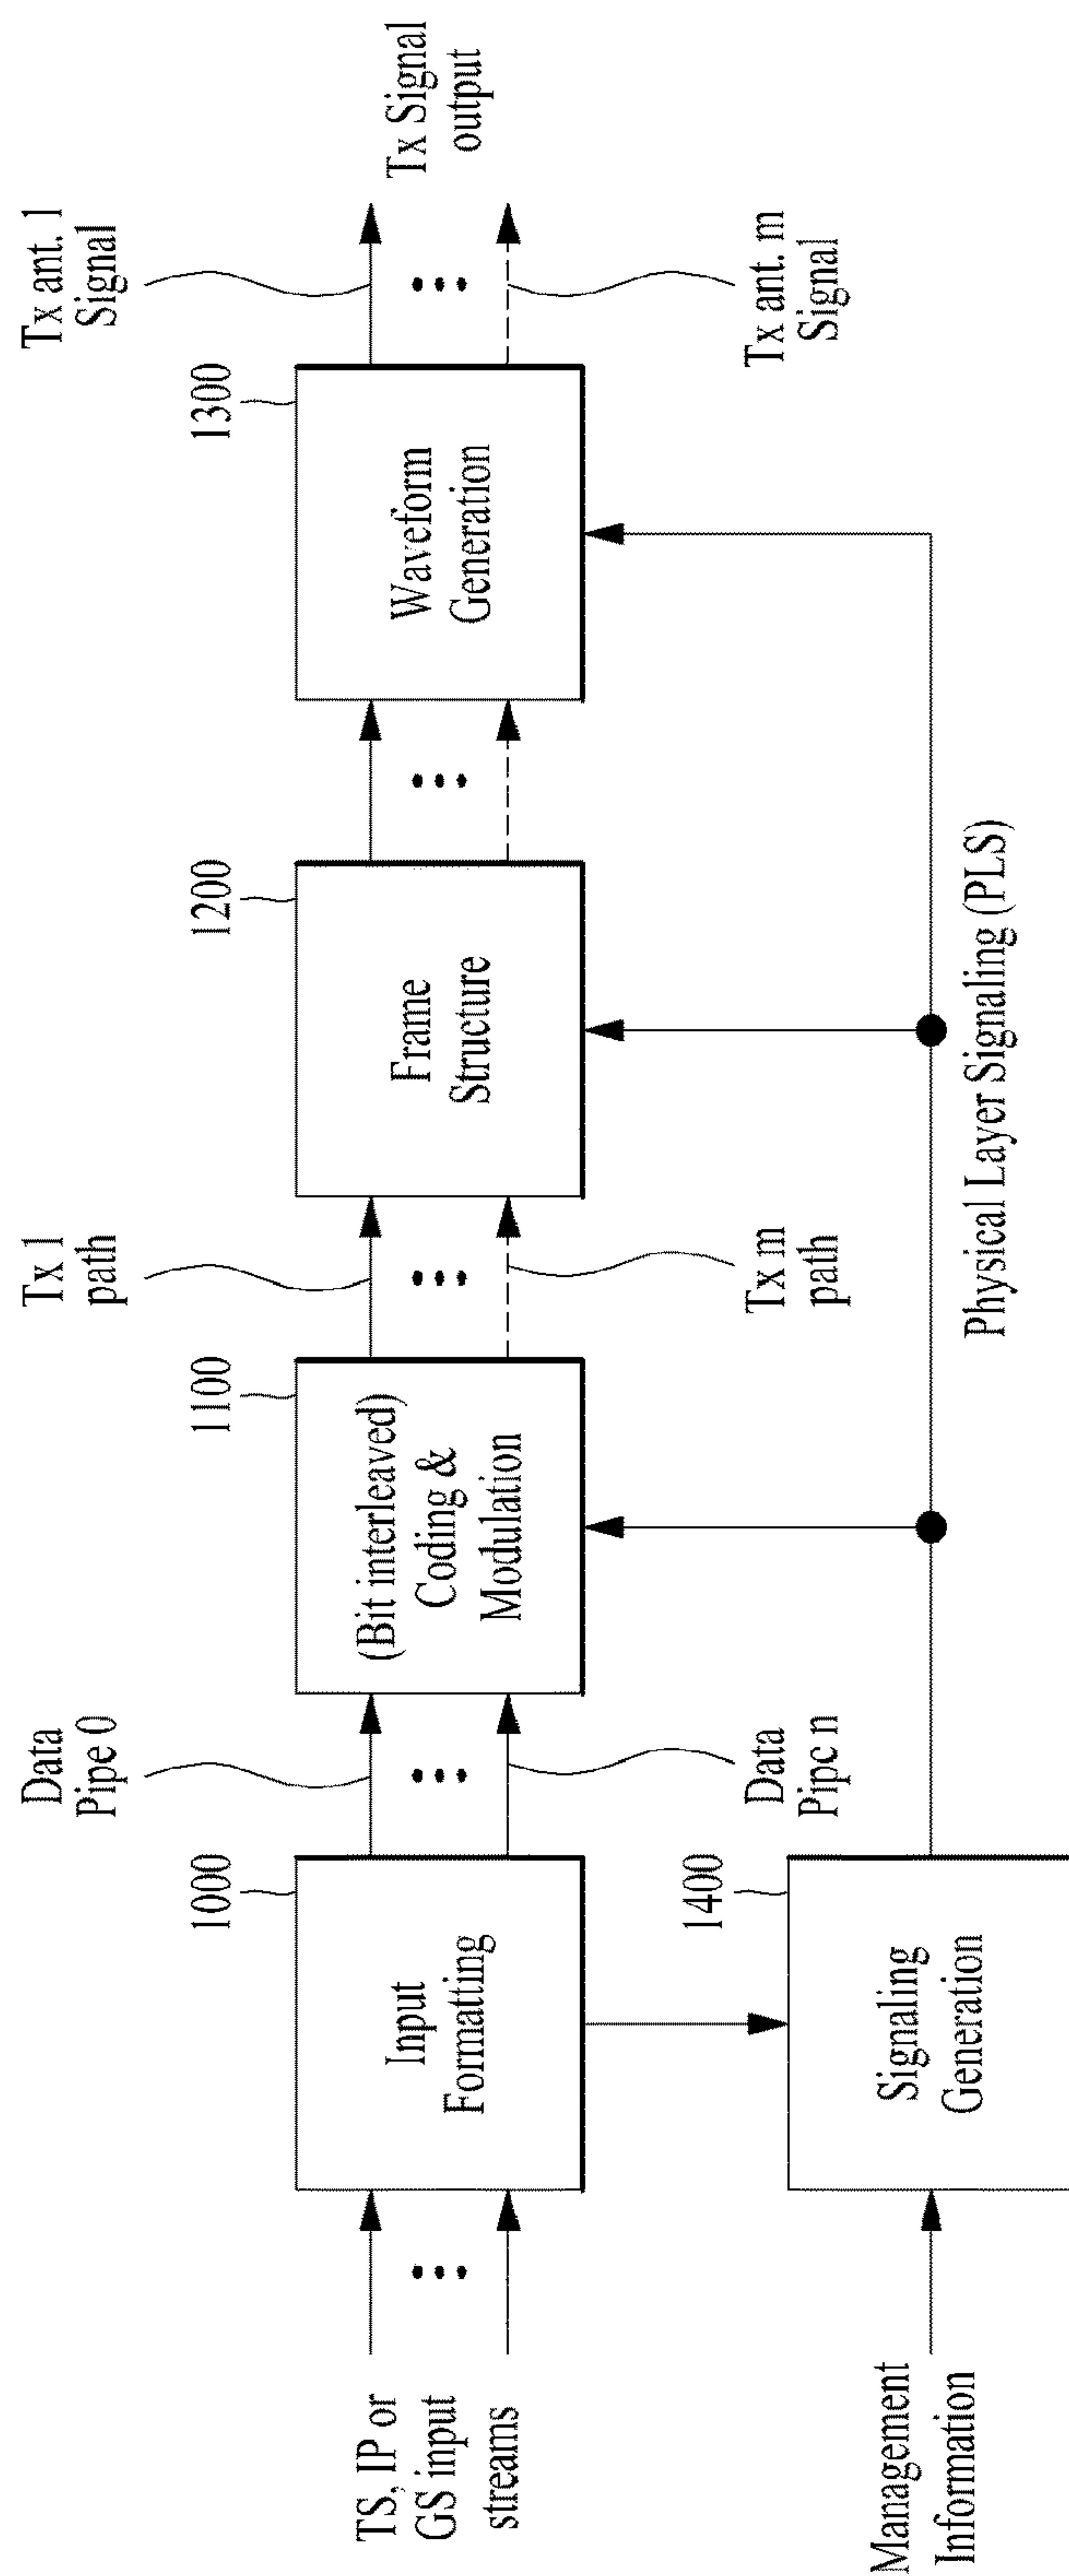 TS, IP or
GS input
streams
1000
Input
Formatting
Data
Pipe 0
Data
Pipc n
1100
(Bit interleaved)
Coding &
Modulation
Tx 1
path
Tx m
path
1200
Frame
Structure
1300
Waveform
Generation
Tx ant. 1
Signal
Tx Signal
output
Tx ant. m
Signal
Management
Information
1400
Signaling
Generation
Physical Layer Signaling (PLS)